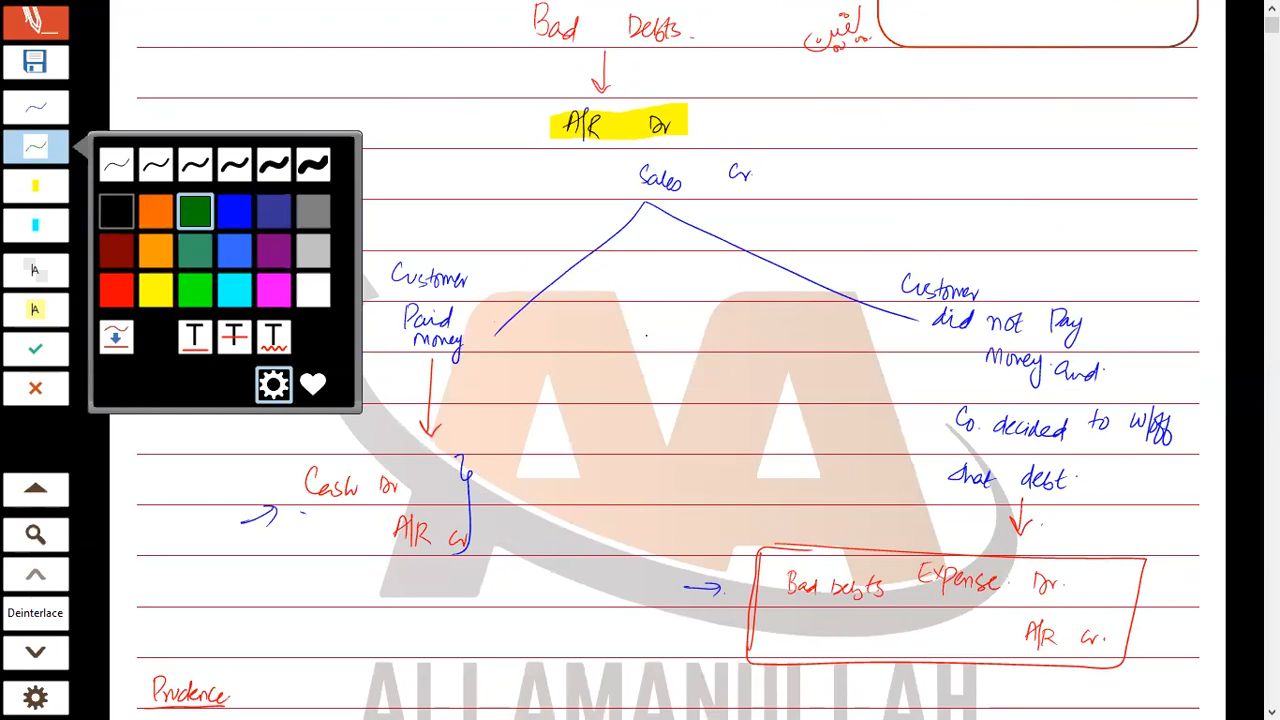 Bad Debts.
A/R Dr
Sales Cr
Customer
Paid
money
Customer
did not Pay
Money and
Co. decided to w/off
that debt.
Cash Dr
A/R cr
Bad debts Expense Dr.
A/R cr.
Prudence
ALLAMANULLAH
Deinterlace